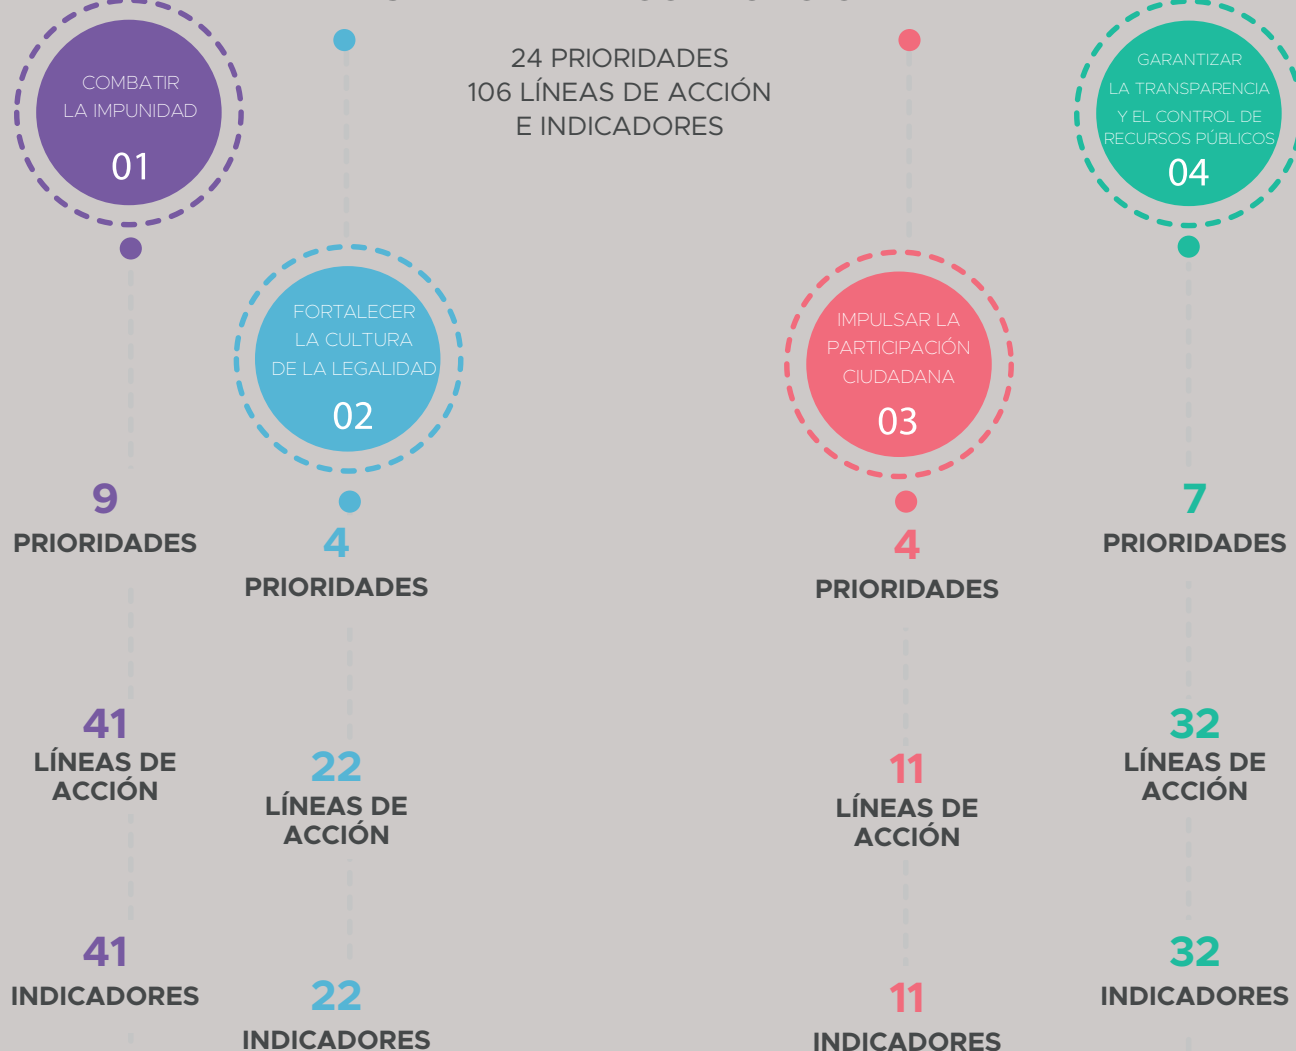 24 PRIORIDADES
106 LÍNEAS DE ACCIÓN
E INDICADORES
COMBATIR
LA IMPUNIDAD
01
9
PRIORIDADES
41
LÍNEAS DE
ACCIÓN
41
INDICADORES
FORTALECER
LA CULTURA
DE LA LEGALIDAD
02
4
PRIORIDADES
22
LÍNEAS DE
ACCIÓN
22
INDICADORES
IMPULSAR LA
PARTICIPACIÓN
CIUDADANA
03
4
PRIORIDADES
11
LÍNEAS DE
ACCIÓN
11
INDICADORES
GARANTIZAR
LA TRANSPARENCIA
Y EL CONTROL DE
RECURSOS PÚBLICOS
04
7
PRIORIDADES
32
LÍNEAS DE
ACCIÓN
32
INDICADORES